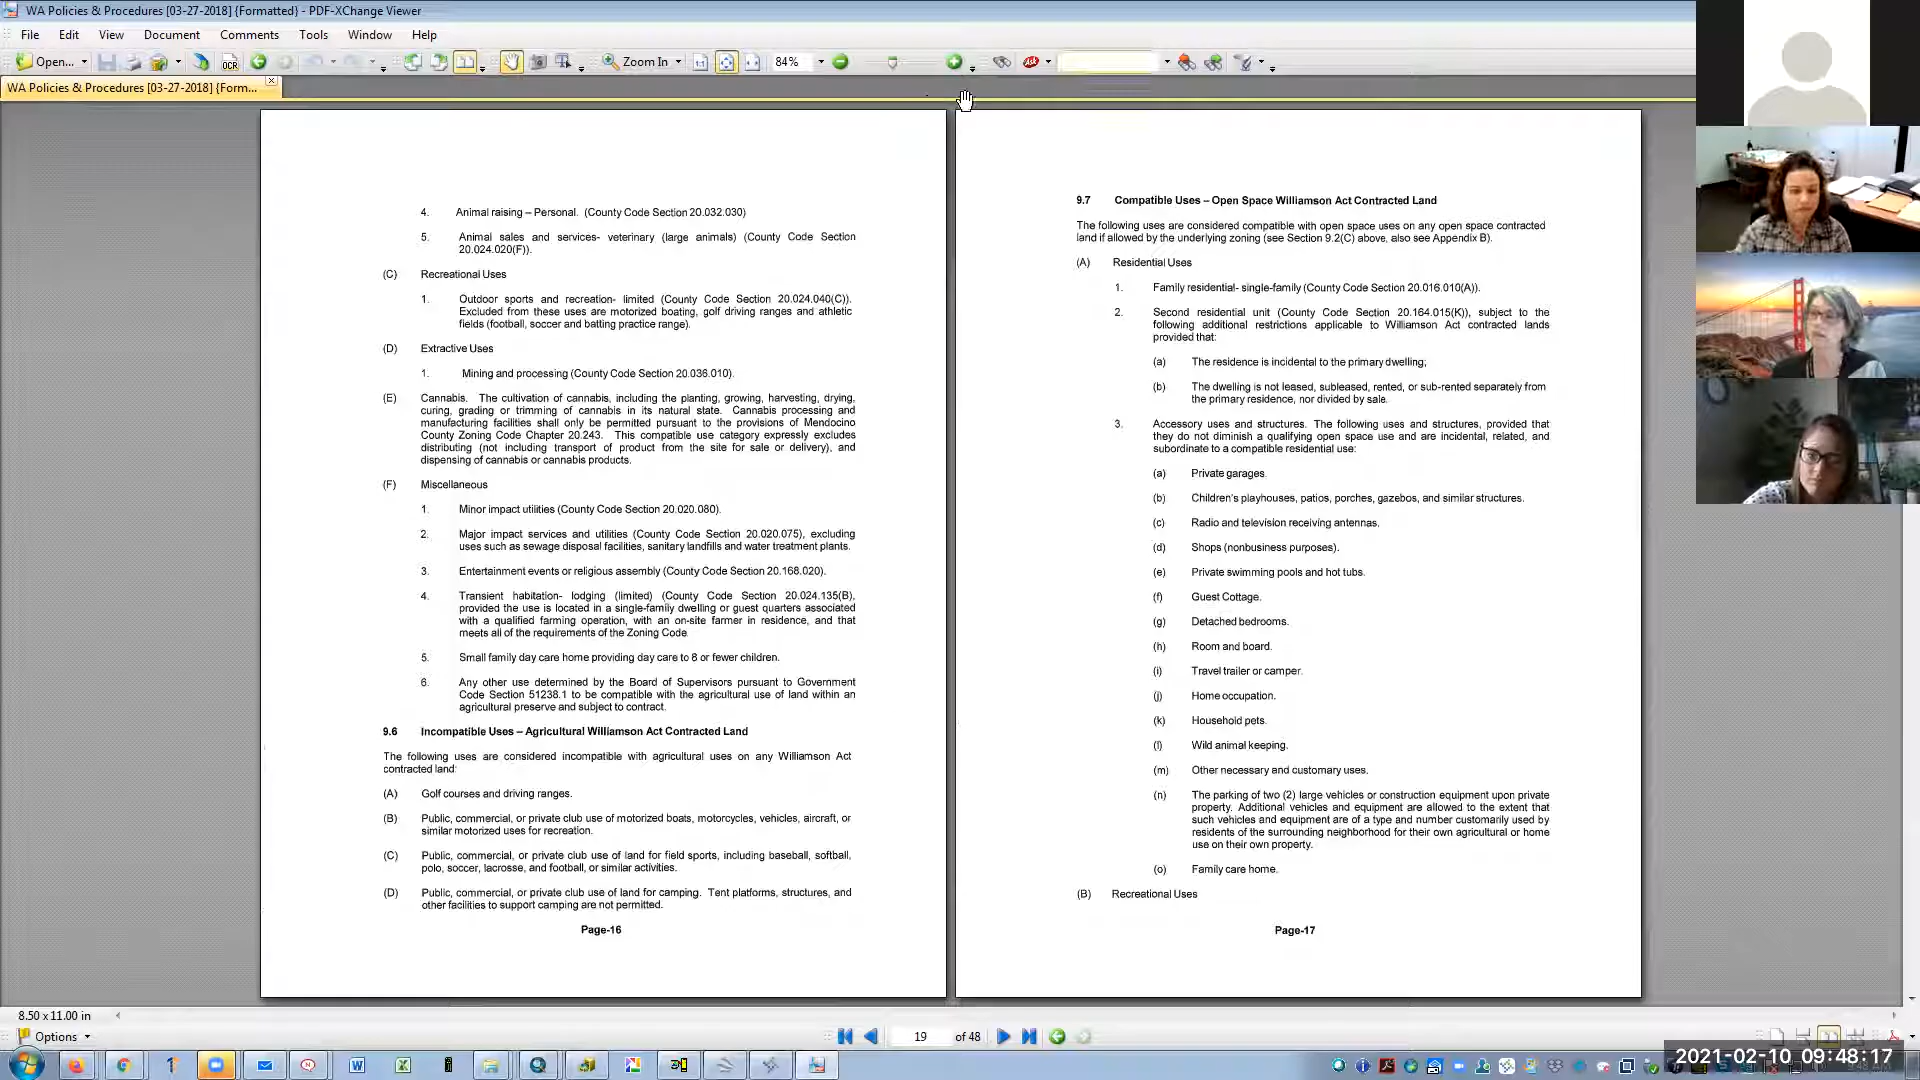 WA Policies & Procedures [03-27-2018] {Formatted} - PDF-XChange Viewer
File Edit View Document Comments Tools Window Help
Open... OCR Zoom In 84%
WA Policies & Procedures [03-27-2018] {Form...
4. Animal raising – Personal. (County Code Section 20.032.030)
5. Animal sales and services- veterinary (large animals) (County Code Section
20.024.020(F)).
(C) Recreational Uses
1. Outdoor sports and recreation- limited (County Code Section 20.024.040(C)).
Excluded from these uses are motorized boating, golf driving ranges and athletic
fields (football, soccer and batting practice range).
(D) Extractive Uses
1. Mining and processing (County Code Section 20.036.010).
(E) Cannabis. The cultivation of cannabis, including the planting, growing, harvesting, drying,
curing, grading or trimming of cannabis in its natural state. Cannabis processing and
manufacturing facilities shall only be permitted pursuant to the provisions of Mendocino
County Zoning Code Chapter 20.243. This compatible use category expressly excludes
distributing (not including transport of product from the site for sale or delivery), and
dispensing of cannabis or cannabis products.
(F) Miscellaneous
1. Minor impact utilities (County Code Section 20.020.080).
2. Major impact services and utilities (County Code Section 20.020.075), excluding
uses such as sewage disposal facilities, sanitary landfills and water treatment plants.
3. Entertainment events or religious assembly (County Code Section 20.168.020).
4. Transient habitation- lodging (limited) (County Code Section 20.024.135(B),
provided the use is located in a single-family dwelling or guest quarters associated
with a qualified farming operation, with an on-site farmer in residence, and that
meets all of the requirements of the Zoning Code.
5. Small family day care home providing day care to 8 or fewer children.
6. Any other use determined by the Board of Supervisors pursuant to Government
Code Section 51238.1 to be compatible with the agricultural use of land within an
agricultural preserve and subject to contract.
9.6 Incompatible Uses – Agricultural Williamson Act Contracted Land
The following uses are considered incompatible with agricultural uses on any Williamson Act
contracted land:
(A) Golf courses and driving ranges.
(B) Public, commercial, or private club use of motorized boats, motorcycles, vehicles, aircraft, or
similar motorized uses for recreation.
(C) Public, commercial, or private club use of land for field sports, including baseball, softball,
polo, soccer, lacrosse, and football, or similar activities.
(D) Public, commercial, or private club use of land for camping. Tent platforms, structures, and
other facilities to support camping are not permitted.
Page-16
9.7 Compatible Uses – Open Space Williamson Act Contracted Land
The following uses are considered compatible with open space uses on any open space contracted
land if allowed by the underlying zoning (see Section 9.2(C) above, also see Appendix B).
(A) Residential Uses
1. Family residential- single-family (County Code Section 20.016.010(A)).
2. Second residential unit (County Code Section 20.164.015(K)), subject to the
following additional restrictions applicable to Williamson Act contracted lands
provided that:
(a) The residence is incidental to the primary dwelling;
(b) The dwelling is not leased, subleased, rented, or sub-rented separately from
the primary residence, nor divided by sale.
3. Accessory uses and structures. The following uses and structures, provided that
they do not diminish a qualifying open space use and are incidental, related, and
subordinate to a compatible residential use:
(a) Private garages.
(b) Children's playhouses, patios, porches, gazebos, and similar structures.
(c) Radio and television receiving antennas.
(d) Shops (nonbusiness purposes).
(e) Private swimming pools and hot tubs.
(f) Guest Cottage.
(g) Detached bedrooms.
(h) Room and board.
(i) Travel trailer or camper.
(j) Home occupation.
(k) Household pets.
(l) Wild animal keeping.
(m) Other necessary and customary uses.
(n) The parking of two (2) large vehicles or construction equipment upon private
property. Additional vehicles and equipment are allowed to the extent that
such vehicles and equipment are of a type and number customarily used by
residents of the surrounding neighborhood for their own agricultural or home
use on their own property.
(o) Family care home.
(B) Recreational Uses
Page-17
8.50 x 11.00 in
Options 19 of 48
2021-02-10 09:48:17